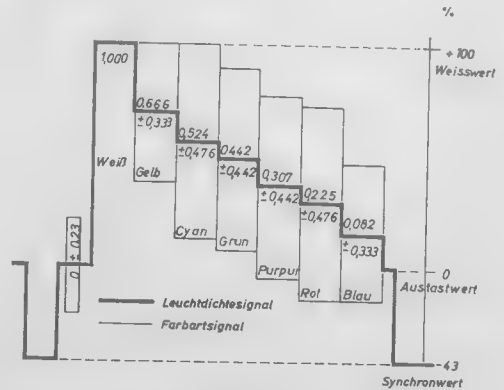 %
+ 100
Weisswert
1,000
0,666
± 0,333
0,524
± 0,476
0,442
± 0,442
0,307
± 0,442
0,225
± 0,476
0,082
± 0,333
Weiß
Gelb
Cyan
Grün
Purpur
Rot
Blau
0 ± 0,23
0
Austastwert
Leuchtdichtesignal
Farbartsignal
- 43
Synchronwert